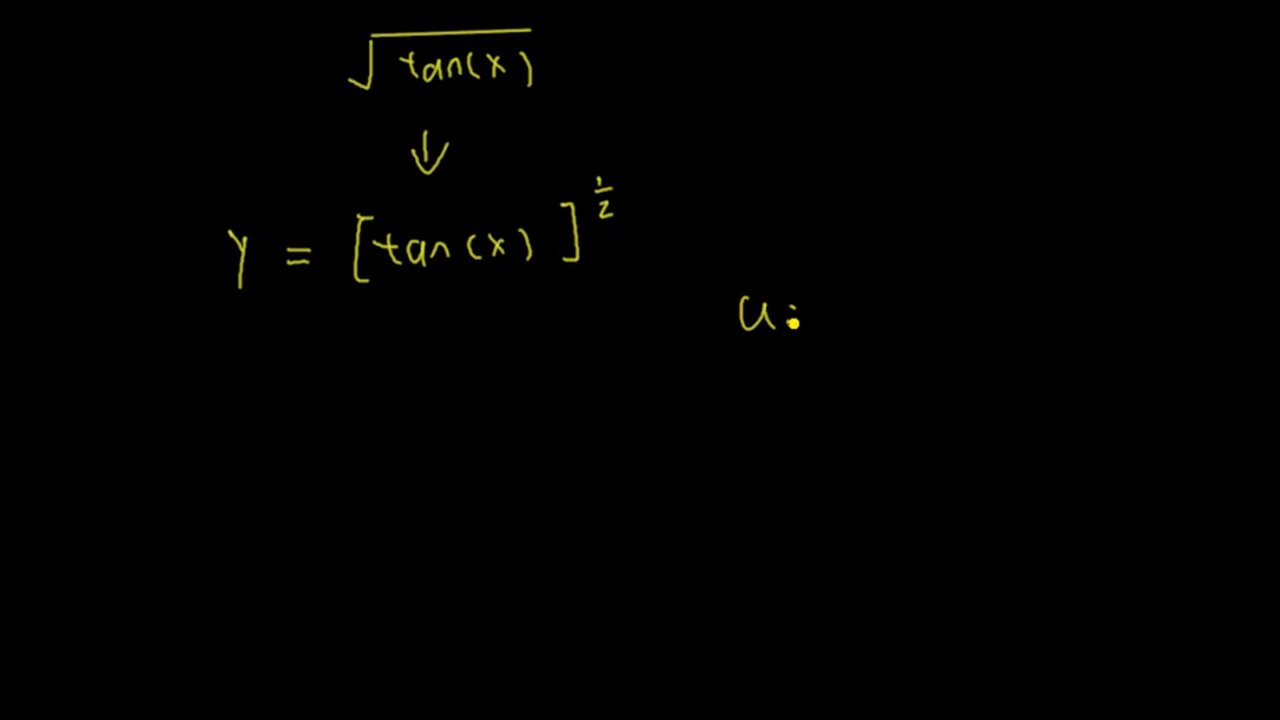 √tan(x)
↓
y = [tan(x)]^½
u =